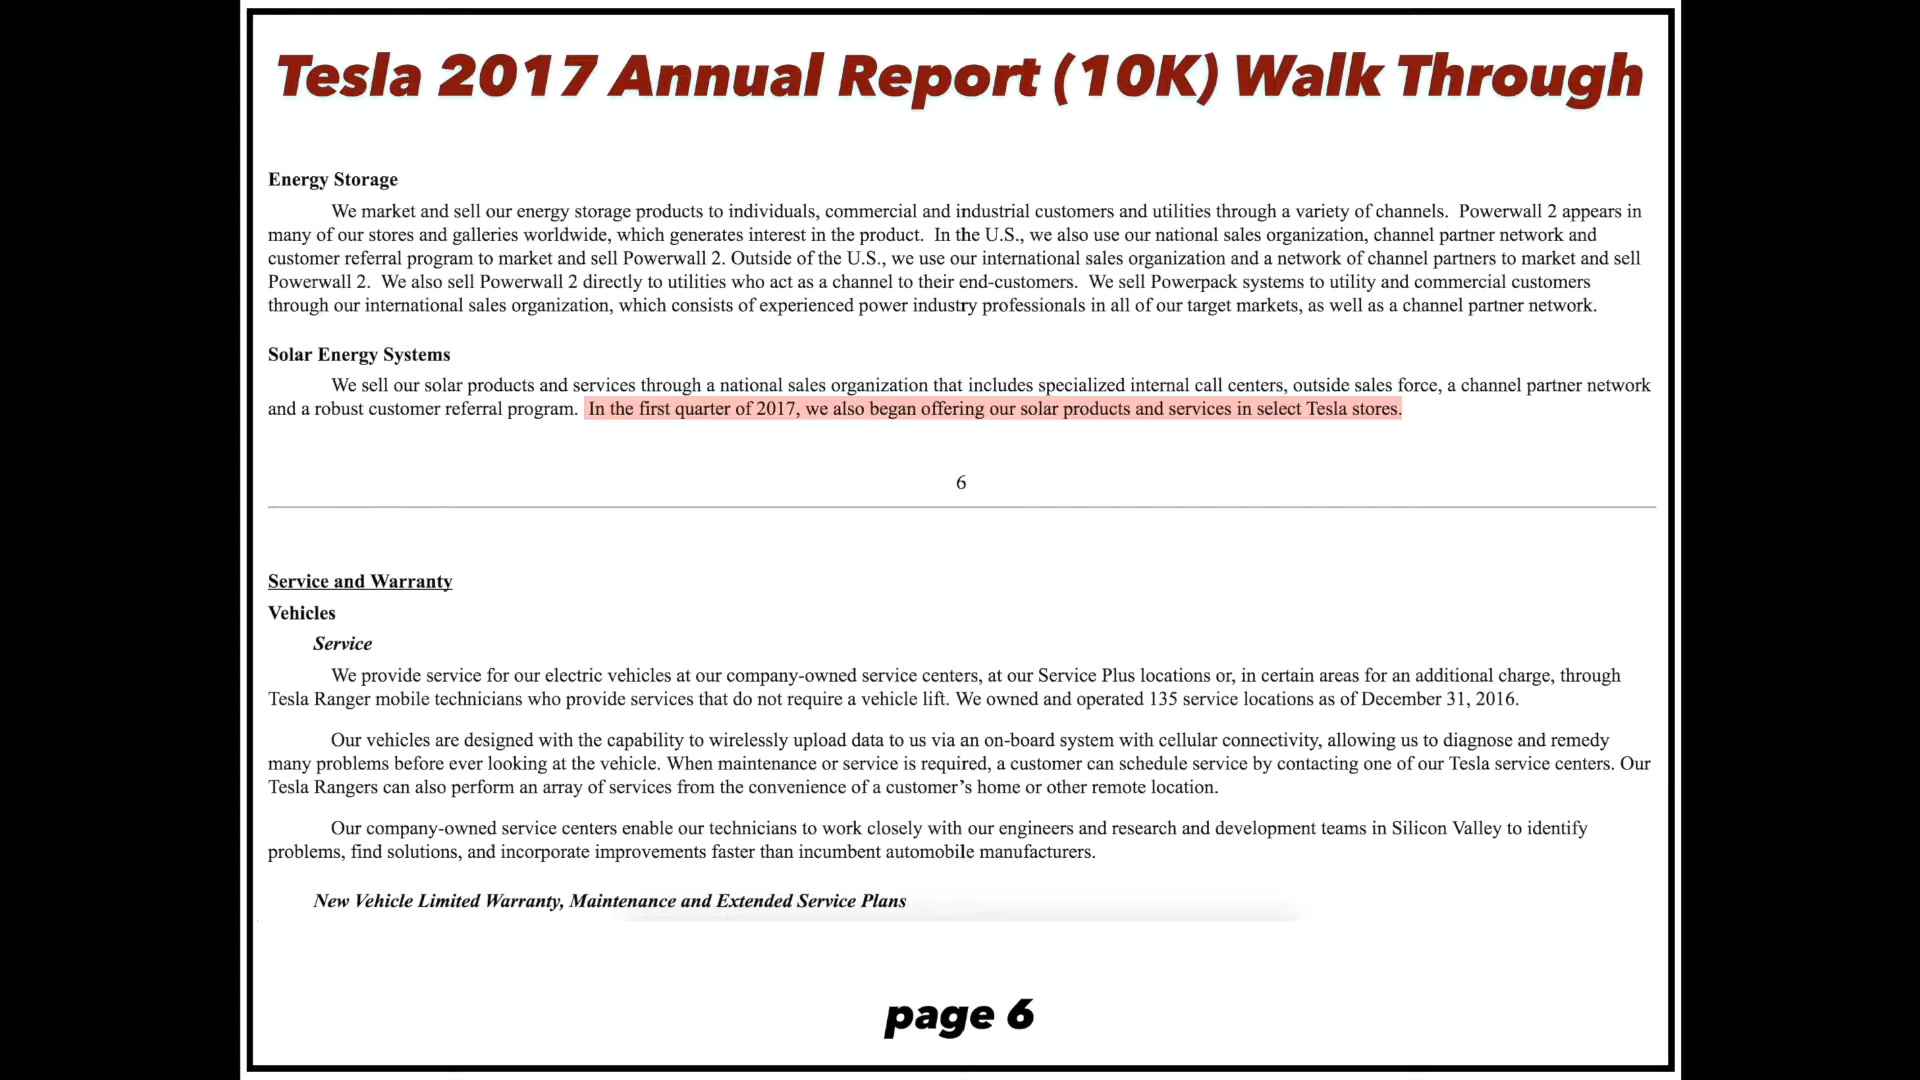 Tesla 2017 Annual Report (10K) Walk Through
Energy Storage
We market and sell our energy storage products to individuals, commercial and industrial customers and utilities through a variety of channels. Powerwall 2 appears in
many of our stores and galleries worldwide, which generates interest in the product. In the U.S., we also use our national sales organization, channel partner network and
customer referral program to market and sell Powerwall 2. Outside of the U.S., we use our international sales organization and a network of channel partners to market and sell
Powerwall 2. We also sell Powerwall 2 directly to utilities who act as a channel to their end-customers. We sell Powerpack systems to utility and commercial customers
through our international sales organization, which consists of experienced power industry professionals in all of our target markets, as well as a channel partner network.
Solar Energy Systems
We sell our solar products and services through a national sales organization that includes specialized internal call centers, outside sales force, a channel partner network
and a robust customer referral program. In the first quarter of 2017, we also began offering our solar products and services in select Tesla stores.
6
Service and Warranty
Vehicles
Service
We provide service for our electric vehicles at our company-owned service centers, at our Service Plus locations or, in certain areas for an additional charge, through
Tesla Ranger mobile technicians who provide services that do not require a vehicle lift. We owned and operated 135 service locations as of December 31, 2016.
Our vehicles are designed with the capability to wirelessly upload data to us via an on-board system with cellular connectivity, allowing us to diagnose and remedy
many problems before ever looking at the vehicle. When maintenance or service is required, a customer can schedule service by contacting one of our Tesla service centers. Our
Tesla Rangers can also perform an array of services from the convenience of a customer's home or other remote location.
Our company-owned service centers enable our technicians to work closely with our engineers and research and development teams in Silicon Valley to identify
problems, find solutions, and incorporate improvements faster than incumbent automobile manufacturers.
New Vehicle Limited Warranty, Maintenance and Extended Service Plans
page 6